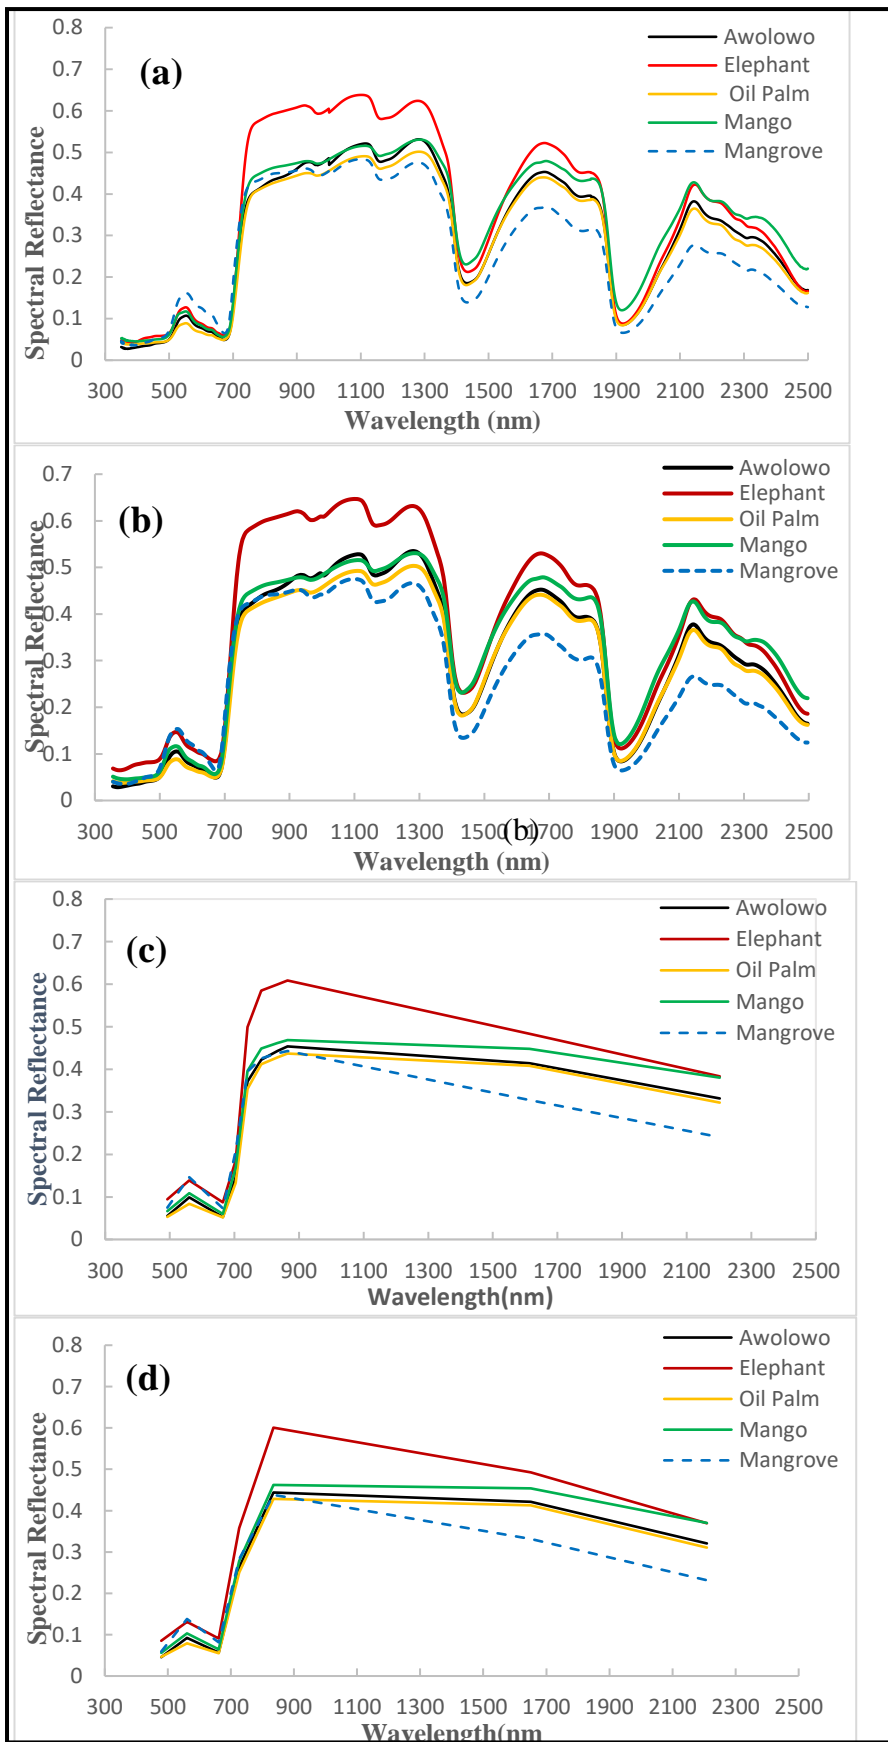 0.8
0.7
0.6
0.5
0.4
0.3
0.2
0.1
0
Spectral Reflectance
(a)
Awolowo
Elephant
Oil Palm
Mango
Mangrove
300 500 700 900 1100 1300 1500 1700 1900 2100 2300 2500
Wavelength (nm)
0.7
0.6
0.5
0.4
0.3
0.2
0.1
0
Spectral Reflectance
(b)
Awolowo
Elephant
Oil Palm
Mango
Mangrove
300 500 700 900 1100 1300 1500 1700 1900 2100 2300 2500
(b)
Wavelength (nm)
0.8
0.7
0.6
0.5
0.4
0.3
0.2
0.1
0
Spectral Reflectance
(c)
Awolowo
Elephant
Oil Palm
Mango
Mangrove
300 500 700 900 1100 1300 1500 1700 1900 2100 2300 2500
Wavelength(nm)
0.8
0.7
0.6
0.5
0.4
0.3
0.2
0.1
0
Spectral Reflectance
(d)
Awolowo
Elephant
Oil Palm
Mango
Mangrove
300 500 700 900 1100 1300 1500 1700 1900 2100 2300 2500
Wavelength(nm